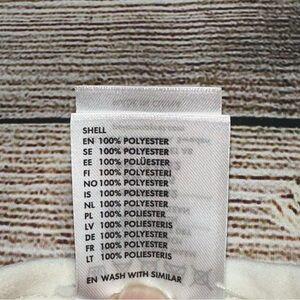 SHELL
EN 100% POLYESTER
SE 100% POLYESTER
EE 100% POLÜESTER
FI 100% POLYESTERI
NO 100% POLYESTER
IS 100% POLYESTER
NL 100% POLYESTER
PL 100% POLIESTER
LV 100% POLIESTERIS
DE 100% POLYESTER
FR 100% POLYESTER
LT 100% POLIESTERIS
EN WASH WITH SIMILAR